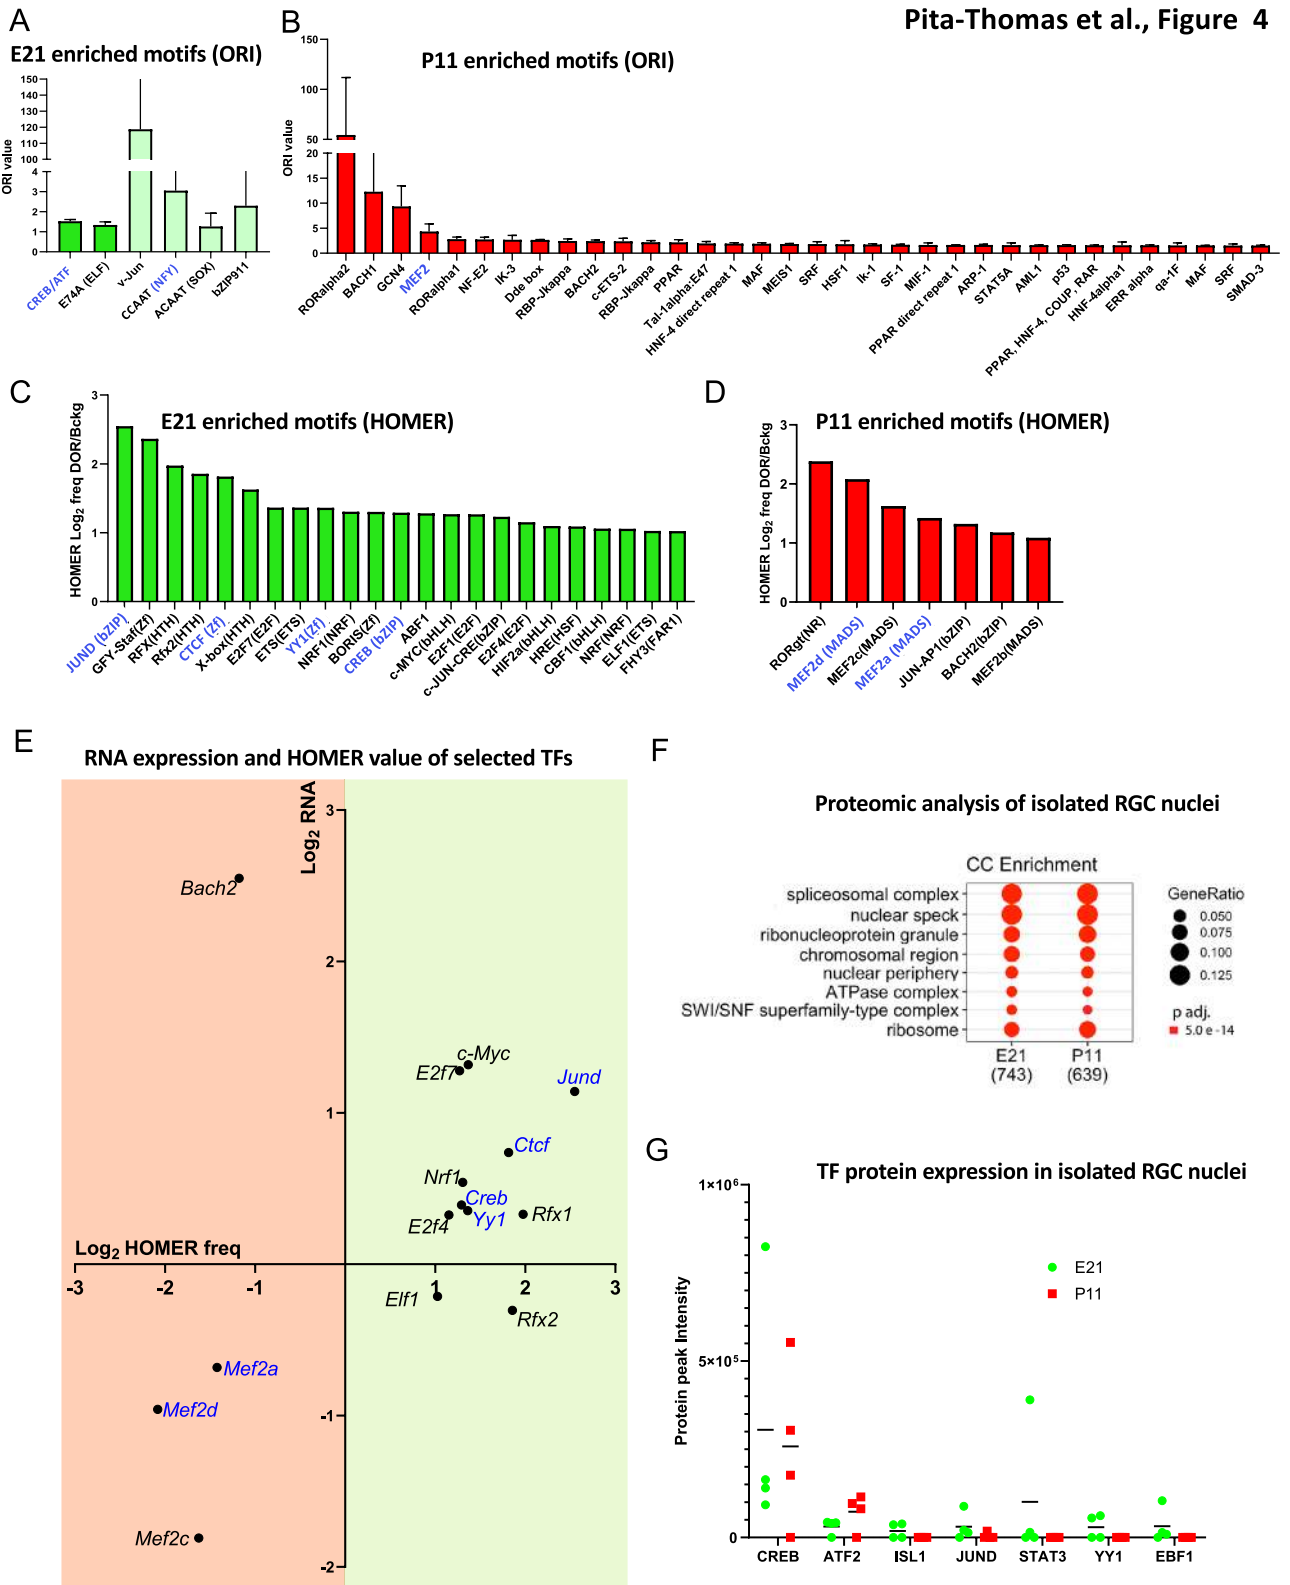 Pita-Thomas et al., Figure 4
A
E21 enriched motifs (ORI)
ORI value
150
140
130
120
110
100
4
3
2
1
0
CREB/ATF
E74A (ELF)
v-Jun
CCAAT (NFY)
ACAAT (SOX)
bZIP911
B
P11 enriched motifs (ORI)
ORI value
150
100
50
20
15
10
5
0
RORalpha2
BACH1
GCN4
MEF2
RORalpha1
NF-E2
IK-3
Dde box
RBP-Jkappa
BACH2
c-ETS-2
RBP-Jkappa
PPAR
Tal-1alpha:E47
HNF-4 direct repeat 1
MAF
MEIS1
SRF
HSF1
Ik-1
SF-1
MIF-1
PPAR direct repeat 1
ARP-1
STAT5A
AML1
p53
PPAR, HNF-4, COUP, RAR
HNF-4alpha1
ERR alpha
qa-1F
MAF
SRF
SMAD-3
C
E21 enriched motifs (HOMER)
HOMER Log2 freq DOR/Bckg
3
2
1
0
JUND (bZIP)
GFY-Staf(Zf)
RFX(HTH)
Rfx2(HTH)
CTCF (Zf)
X-box(HTH)
E2F7(E2F)
ETS(ETS)
YY1(Zf)
NRF1(NRF)
BORIS(Zf)
CREB (bZIP)
ABF1
c-MYC(bHLH)
E2F1(E2F)
c-JUN-CRE(bZIP)
E2F4(E2F)
HIF2a(bHLH)
HRE(HSF)
CBF1(bHLH)
NRF(NRF)
ELF1(ETS)
FHY3(FAR1)
D
P11 enriched motifs (HOMER)
HOMER Log2 freq DOR/Bckg
3
2
1
0
RORgt(NR)
MEF2d (MADS)
MEF2c(MADS)
MEF2a (MADS)
JUN-AP1(bZIP)
BACH2(bZIP)
MEF2b(MADS)
E
RNA expression and HOMER value of selected TFs
Log2 RNA
3
2
1
-1
-2
Log2 HOMER freq
-3
-2
-1
1
2
3
Bach2
c-Myc
E2f7
Jund
Ctcf
Nrf1
Creb
Yy1
E2f4
Rfx1
Elf1
Rfx2
Mef2a
Mef2d
Mef2c
F
Proteomic analysis of isolated RGC nuclei
CC Enrichment
spliceosomal complex
nuclear speck
ribonucleoprotein granule
chromosomal region
nuclear periphery
ATPase complex
SWI/SNF superfamily-type complex
ribosome
E21
(743)
P11
(639)
GeneRatio
0.050
0.075
0.100
0.125
p adj.
5.0 e -14
G
TF protein expression in isolated RGC nuclei
Protein peak Intensity
1×10⁶
5×10⁵
0
E21
P11
CREB
ATF2
ISL1
JUND
STAT3
YY1
EBF1